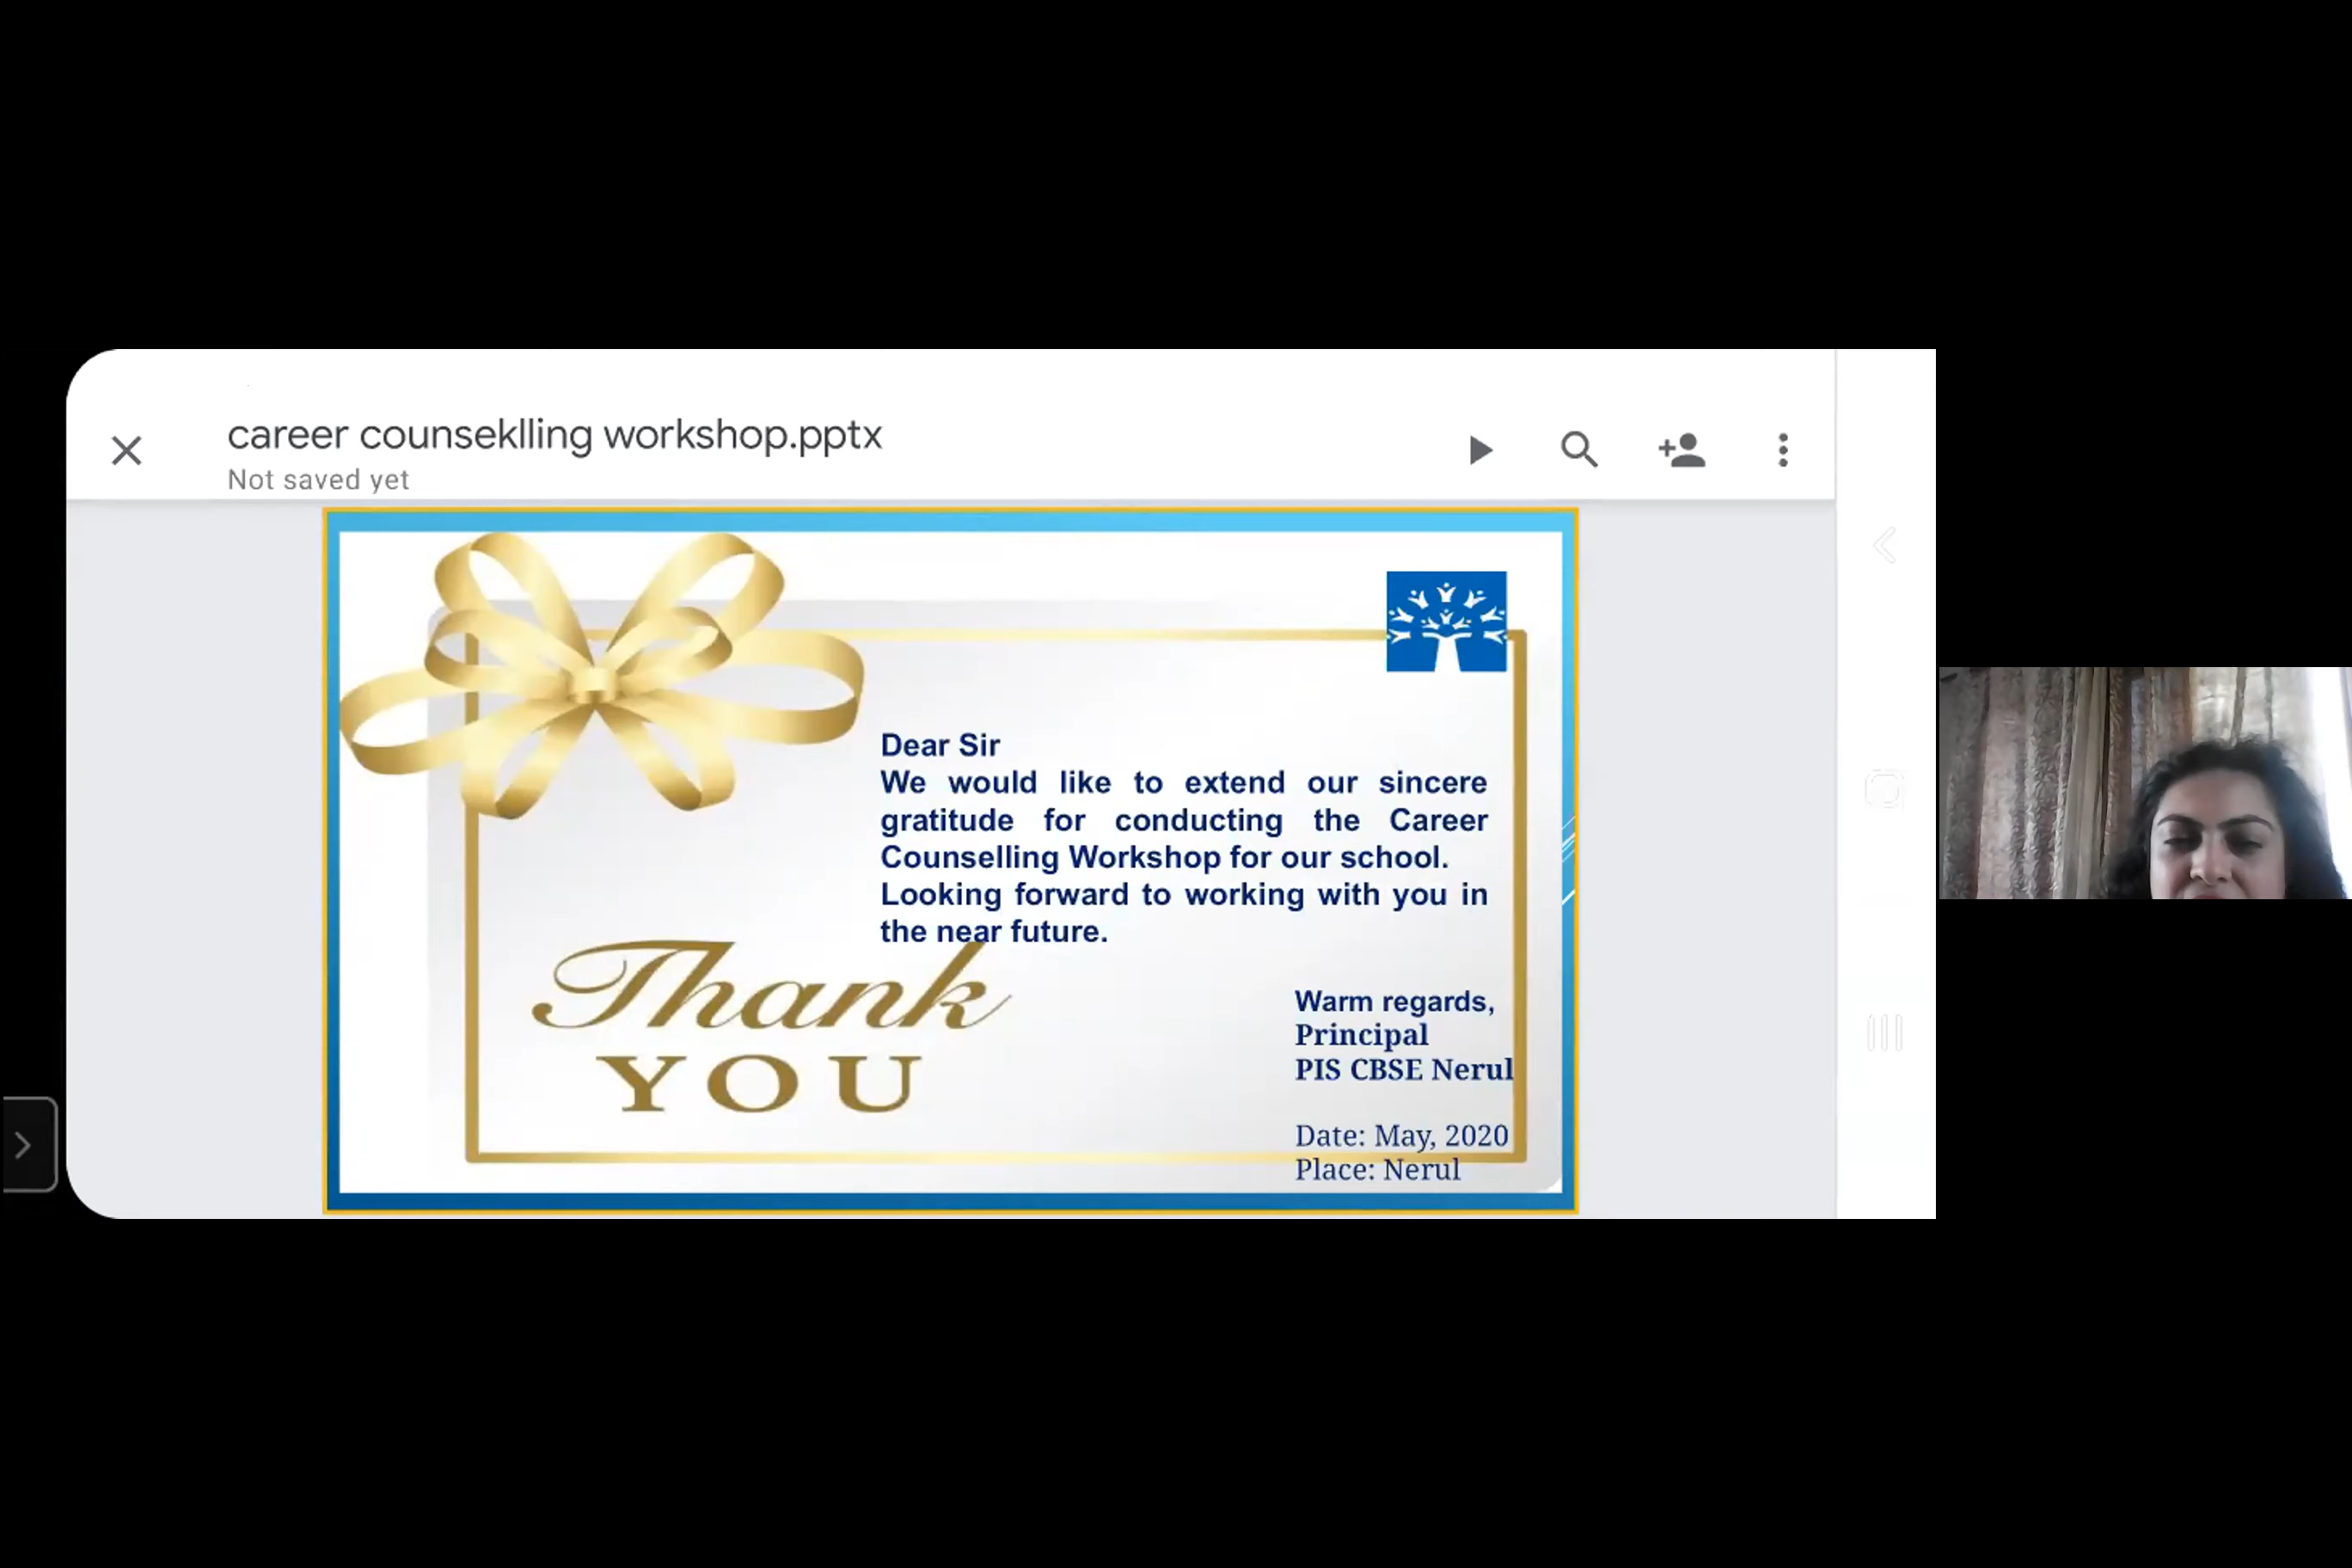 career counseklling workshop.pptx
Not saved yet
Dear Sir
We would like to extend our sincere
gratitude for conducting the Career
Counselling Workshop for our school.
Looking forward to working with you in
the near future.
Thank
YOU
Warm regards,
Principal
PIS CBSE Nerul
Date: May, 2020
Place: Nerul